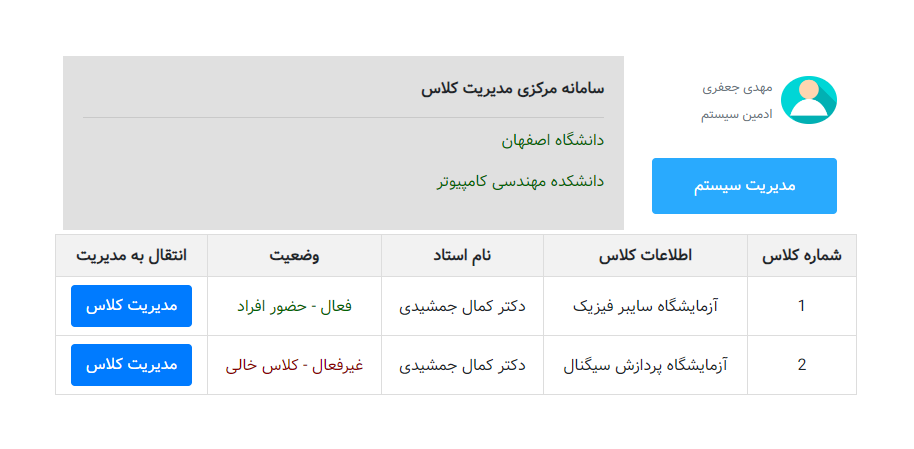 مهدی جعفری
ادمین سیستم
مدیریت سیستم
سامانه مرکزی مدیریت کلاس
دانشگاه اصفهان
دانشکده مهندسی کامپیوتر
شماره کلاس اطلاعات کلاس نام استاد وضعیت انتقال به مدیریت
1 آزمایشگاه سایبر فیزیک دکتر کمال جمشیدی فعال - حضور افراد مدیریت کلاس
2 آزمایشگاه پردازش سیگنال دکتر کمال جمشیدی غیرفعال - کلاس خالی مدیریت کلاس